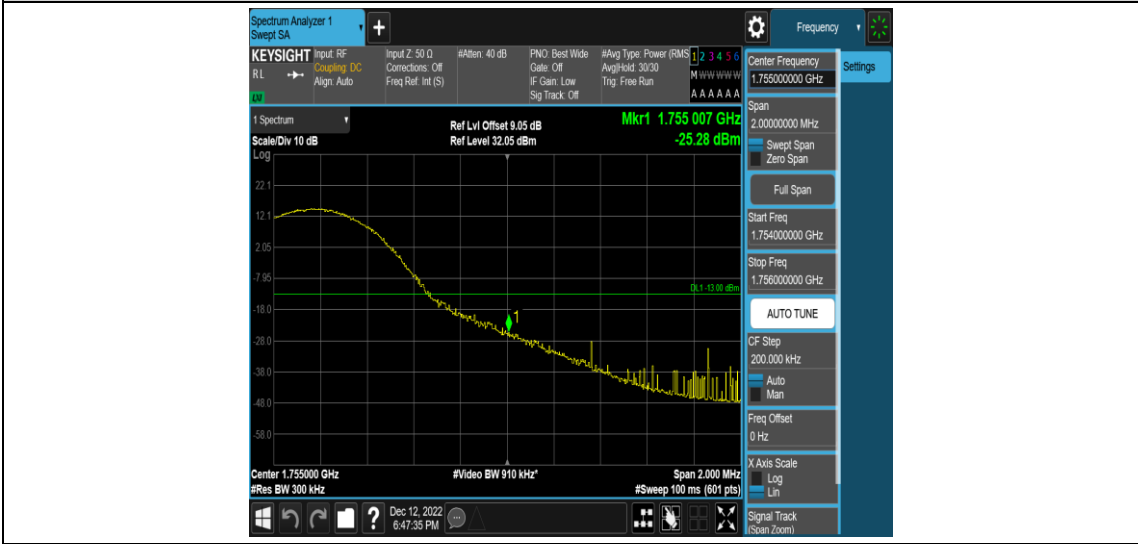 Spectrum Analyzer 1
Swept SA
+
Frequency
KEYSIGHT
RL
Input: RF
Coupling: DC
Align: Auto
Input Z: 50 Ω
Corrections: Off
Freq Ref: Int (S)
#Atten: 40 dB
PNO: Best Wide
Gate: Off
IF Gain: Low
Sig Track: Off
#Avg Type: Power (RMS
Avg|Hold: 30/30
Trig: Free Run
1 2 3 4 5 6
M W W W W W
A A A A A A
1 Spectrum
Scale/Div 10 dB
Ref Lvl Offset 9.05 dB
Ref Level 32.05 dBm
Mkr1 1.755 007 GHz
-25.28 dBm
Log
22.1
12.1
2.05
-7.95
DL1 -13.00 dBm
-18.0
1
-28.0
-38.0
-48.0
-58.0
Center 1.755000 GHz
#Video BW 910 kHz*
Span 2.000 MHz
#Res BW 300 kHz
#Sweep 100 ms (601 pts)
?
Dec 12, 2022
6:47:35 PM
Center Frequency
1.755000000 GHz
Settings
Span
2.00000000 MHz
Swept Span
Zero Span
Full Span
Start Freq
1.754000000 GHz
Stop Freq
1.756000000 GHz
AUTO TUNE
CF Step
200.000 kHz
Auto
Man
Freq Offset
0 Hz
X Axis Scale
Log
Lin
Signal Track
(Span Zoom)